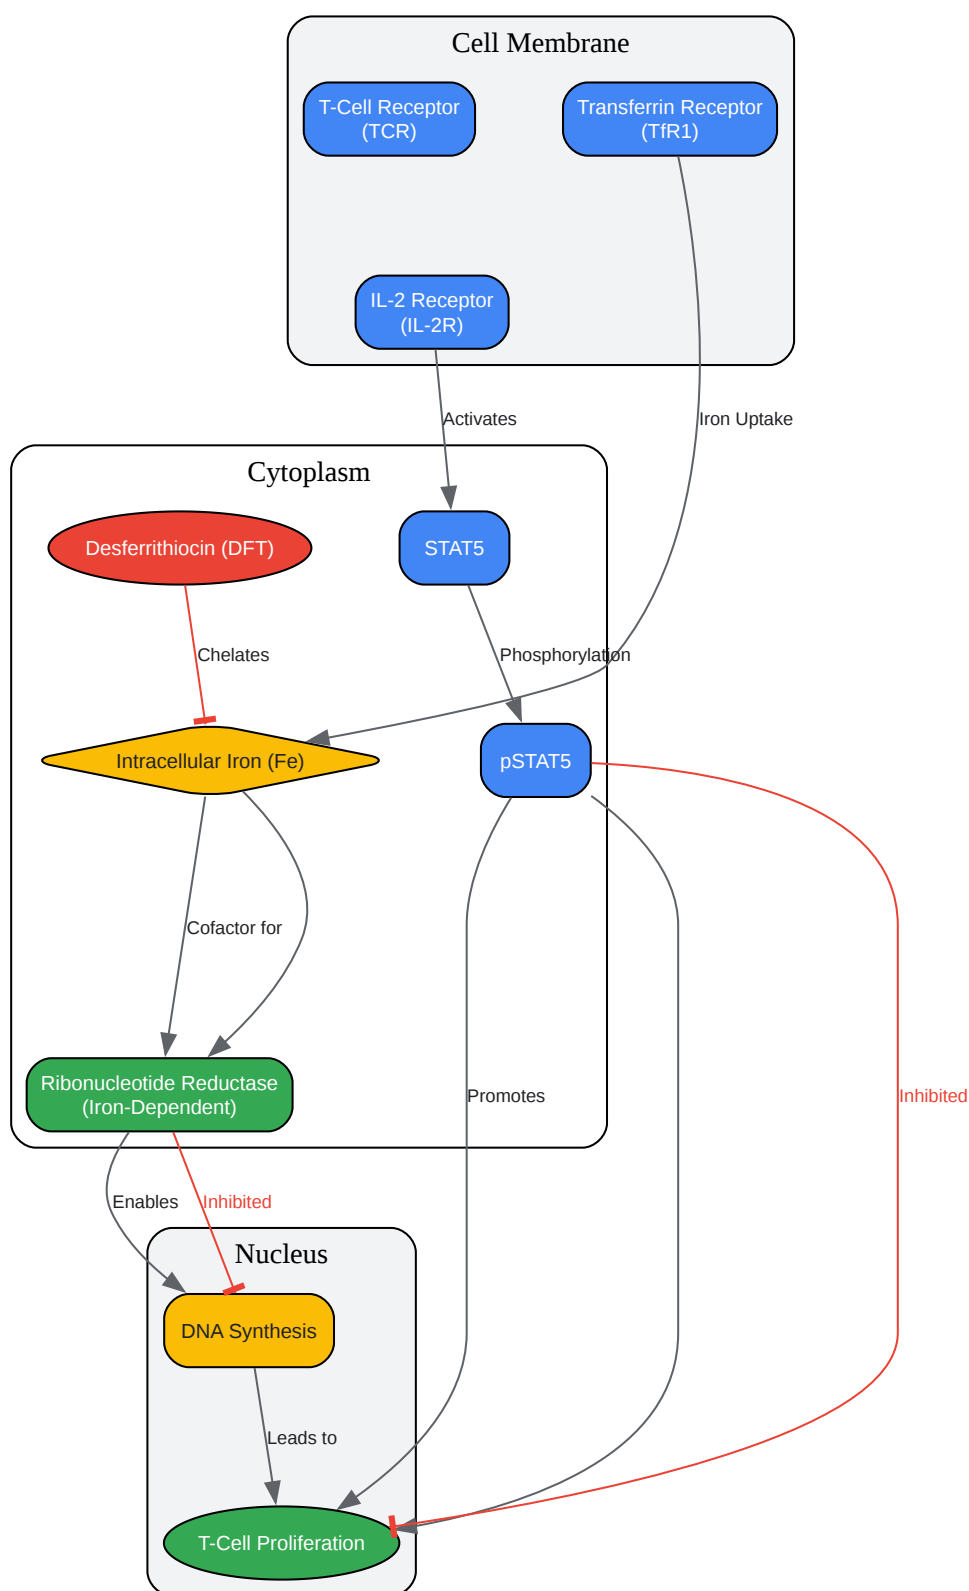 Cell Membrane
T-Cell Receptor
(TCR)
Transferrin Receptor
(TfR1)
IL-2 Receptor
(IL-2R)
Activates
Iron Uptake
Cytoplasm
Desferrithiocin (DFT)
STAT5
Chelates
Phosphorylation
Intracellular Iron (Fe)
pSTAT5
Cofactor for
Ribonucleotide Reductase
(Iron-Dependent)
Promotes
Inhibited
Enables
Inhibited
Nucleus
DNA Synthesis
Leads to
T-Cell Proliferation